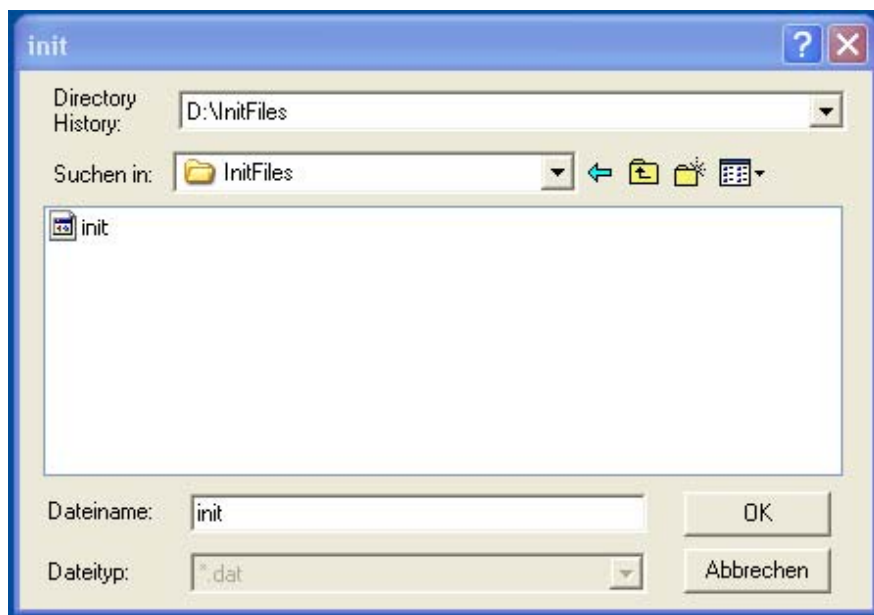 init
Directory
History:
D:\InitFiles
Suchen in:
InitFiles
init
Dateiname:
init
OK
Dateityp:
*.dat
Abbrechen